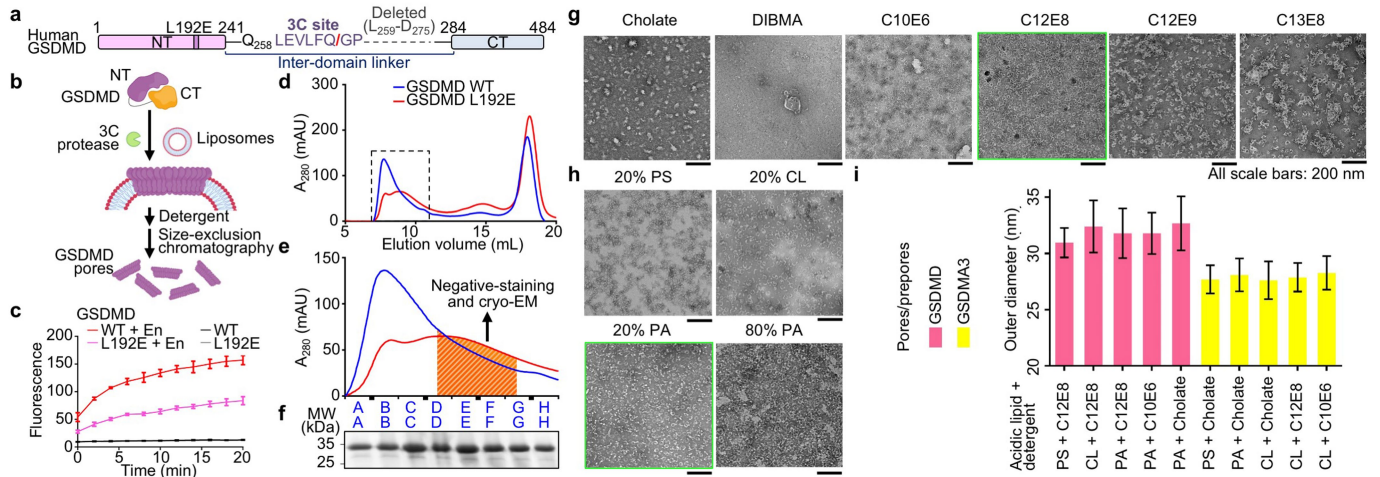 a
1
L192E
241
3C site
Deleted
(L259–D275)
284
484
Human
GSDMD
NT
Q258
LEVLFQ/GP
CT
Inter-domain linker
b
NT
GSDMD
CT
3C
protease
Liposomes
Detergent
Size-exclusion
chromatography
GSDMD
pores
c
GSDMD
WT + En
WT
L192E + En
L192E
Fluorescence
200
150
100
50
0
0
5
10
15
20
Time (min)
d
GSDMD WT
GSDMD L192E
A280 (mAU)
300
200
100
0
5
10
15
20
Elution volume (mL)
e
A280 (mAU)
150
100
50
0
Negative-staining
and cryo-EM
f
MW
(kDa)
A B C D E F G H
A B C D E F G H
35
25
g
Cholate
DIBMA
C10E6
C12E8
C12E9
C13E8
All scale bars: 200 nm
h
20% PS
20% CL
20% PA
80% PA
i
Pores/prepores
GSDMD
GSDMA3
Outer diameter (nm)
35
30
25
20
Acidic lipid +
detergent
PS + C12E8
CL + C12E8
PA + C12E8
PA + C10E6
PA + Cholate
PS + Cholate
PA + Cholate
CL + Cholate
CL + C12E8
CL + C10E6